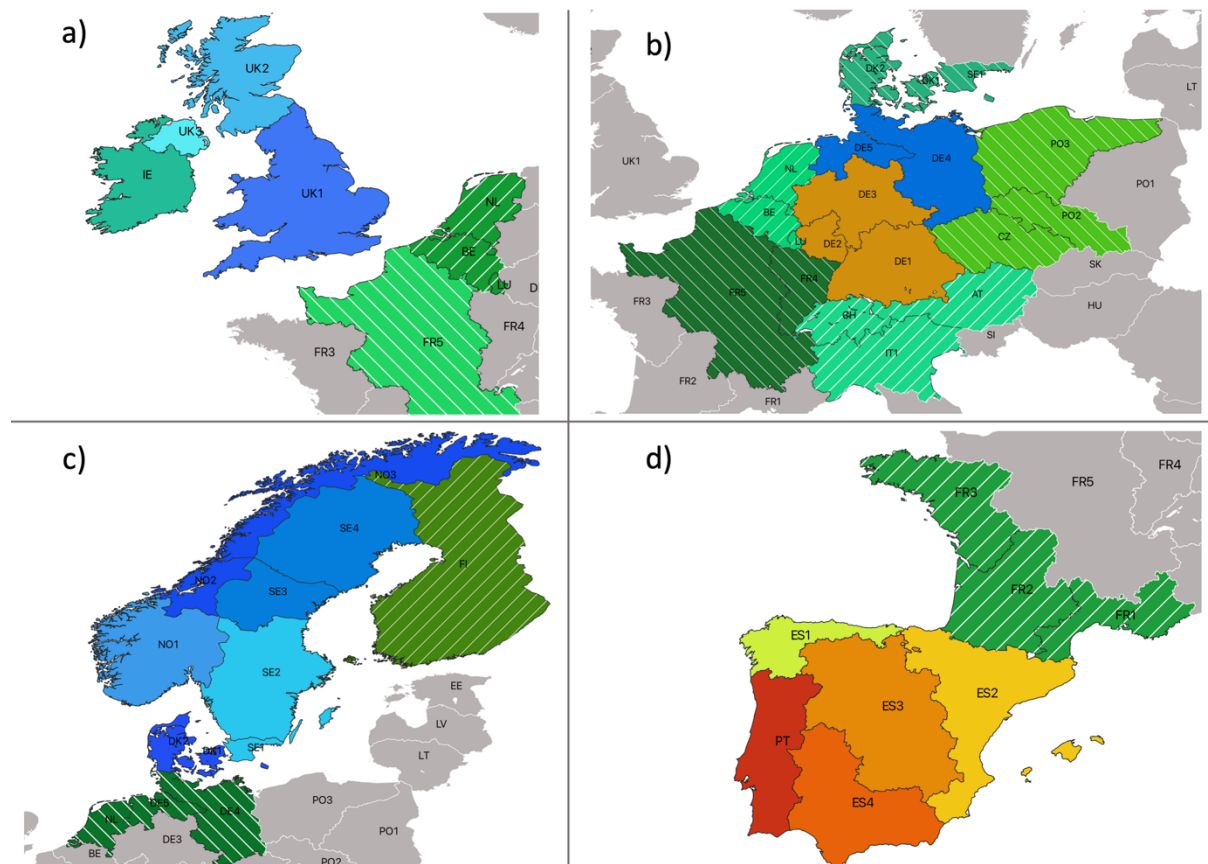 a)
UK2
UK3
IE
UK1
NL
BE
LU
D
FR5
FR4
FR3
b)
DK2
SE1
LT
UK1
DE5
DE4
PO3
NL
DE3
PO1
BE
PO2
LU
DE2
CZ
DE1
SK
FR4
FR5
AT
FR3
CH
HU
SI
IT1
FR2
FR1
c)
NO3
SE4
NO2
FI
SE3
NO1
SE2
EE
LV
DK2
DK1
SE1
LT
DE5
DE4
PO3
NL
PO1
DE3
BE
PO2
d)
FR4
FR5
FR3
FR2
FR1
ES1
ES2
ES3
PT
ES4